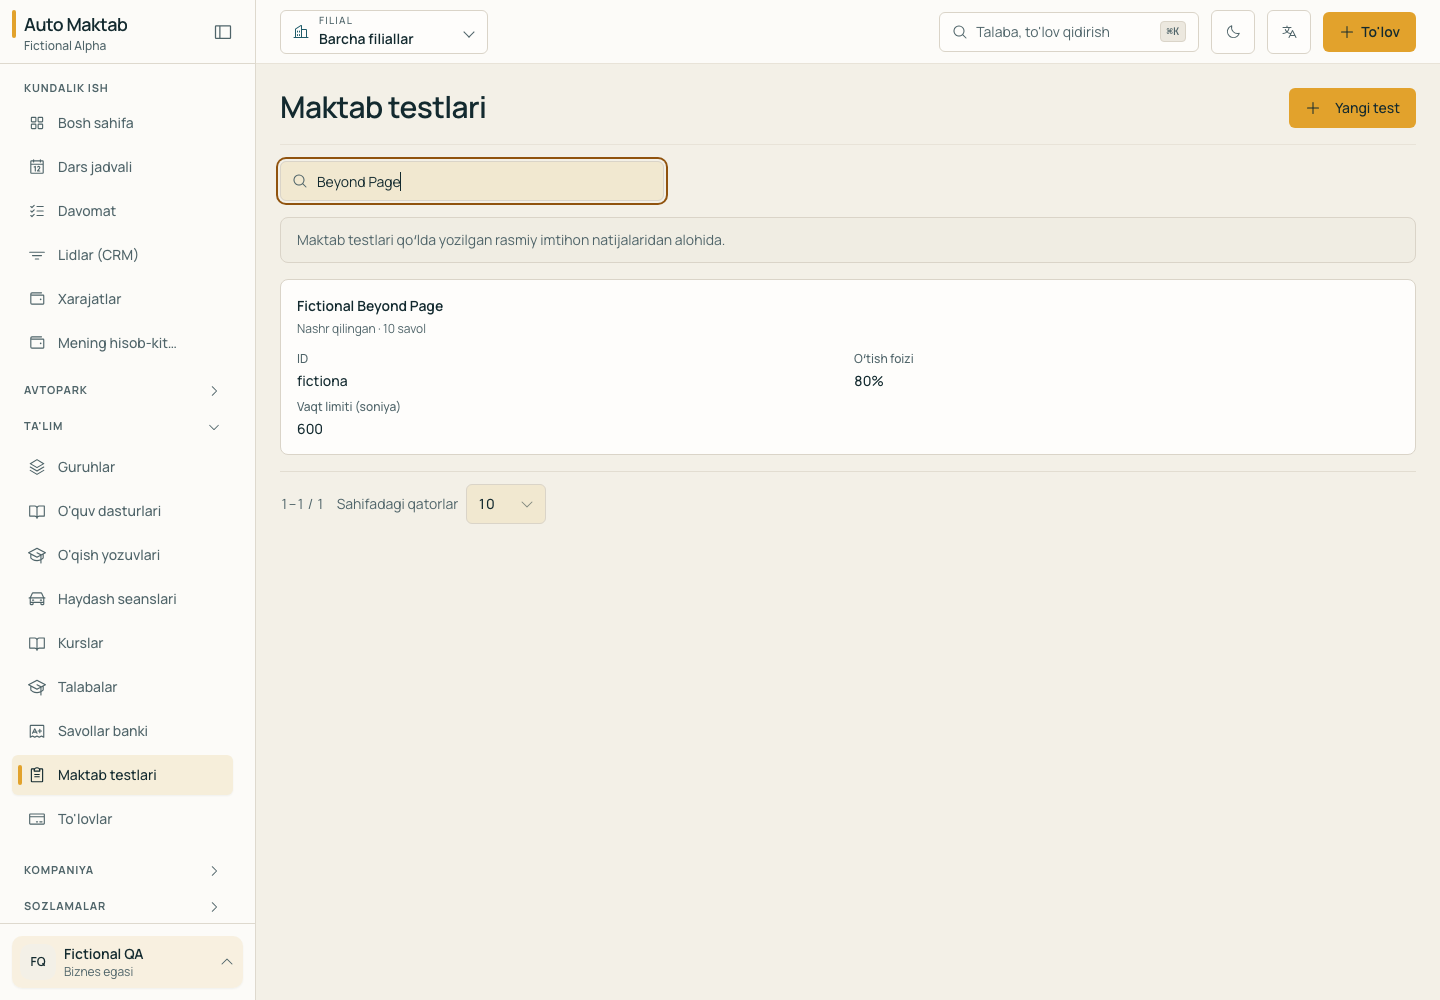 Auto Maktab
Fictional Alpha
KUNDALIK ISH
Bosh sahifa
Dars jadvali
Davomat
Lidlar (CRM)
Xarajatlar
Mening hisob-kit...
AVTOPARK
TA'LIM
Guruhlar
O'quv dasturlari
O'qish yozuvlari
Haydash seanslari
Kurslar
Talabalar
Savollar banki
Maktab testlari
To'lovlar
KOMPANIYA
SOZLAMALAR
FQ
Fictional QA
Biznes egasi
FILIAL
Barcha filiallar
Talaba, to'lov qidirish
⌘K
To'lov
Maktab testlari
Yangi test
Beyond Page
Maktab testlari qoʻlda yozilgan rasmiy imtihon natijalaridan alohida.
Fictional Beyond Page
Nashr qilingan · 10 savol
ID
fictiona
Oʻtish foizi
80%
Vaqt limiti (soniya)
600
1–1 / 1
Sahifadagi qatorlar
10